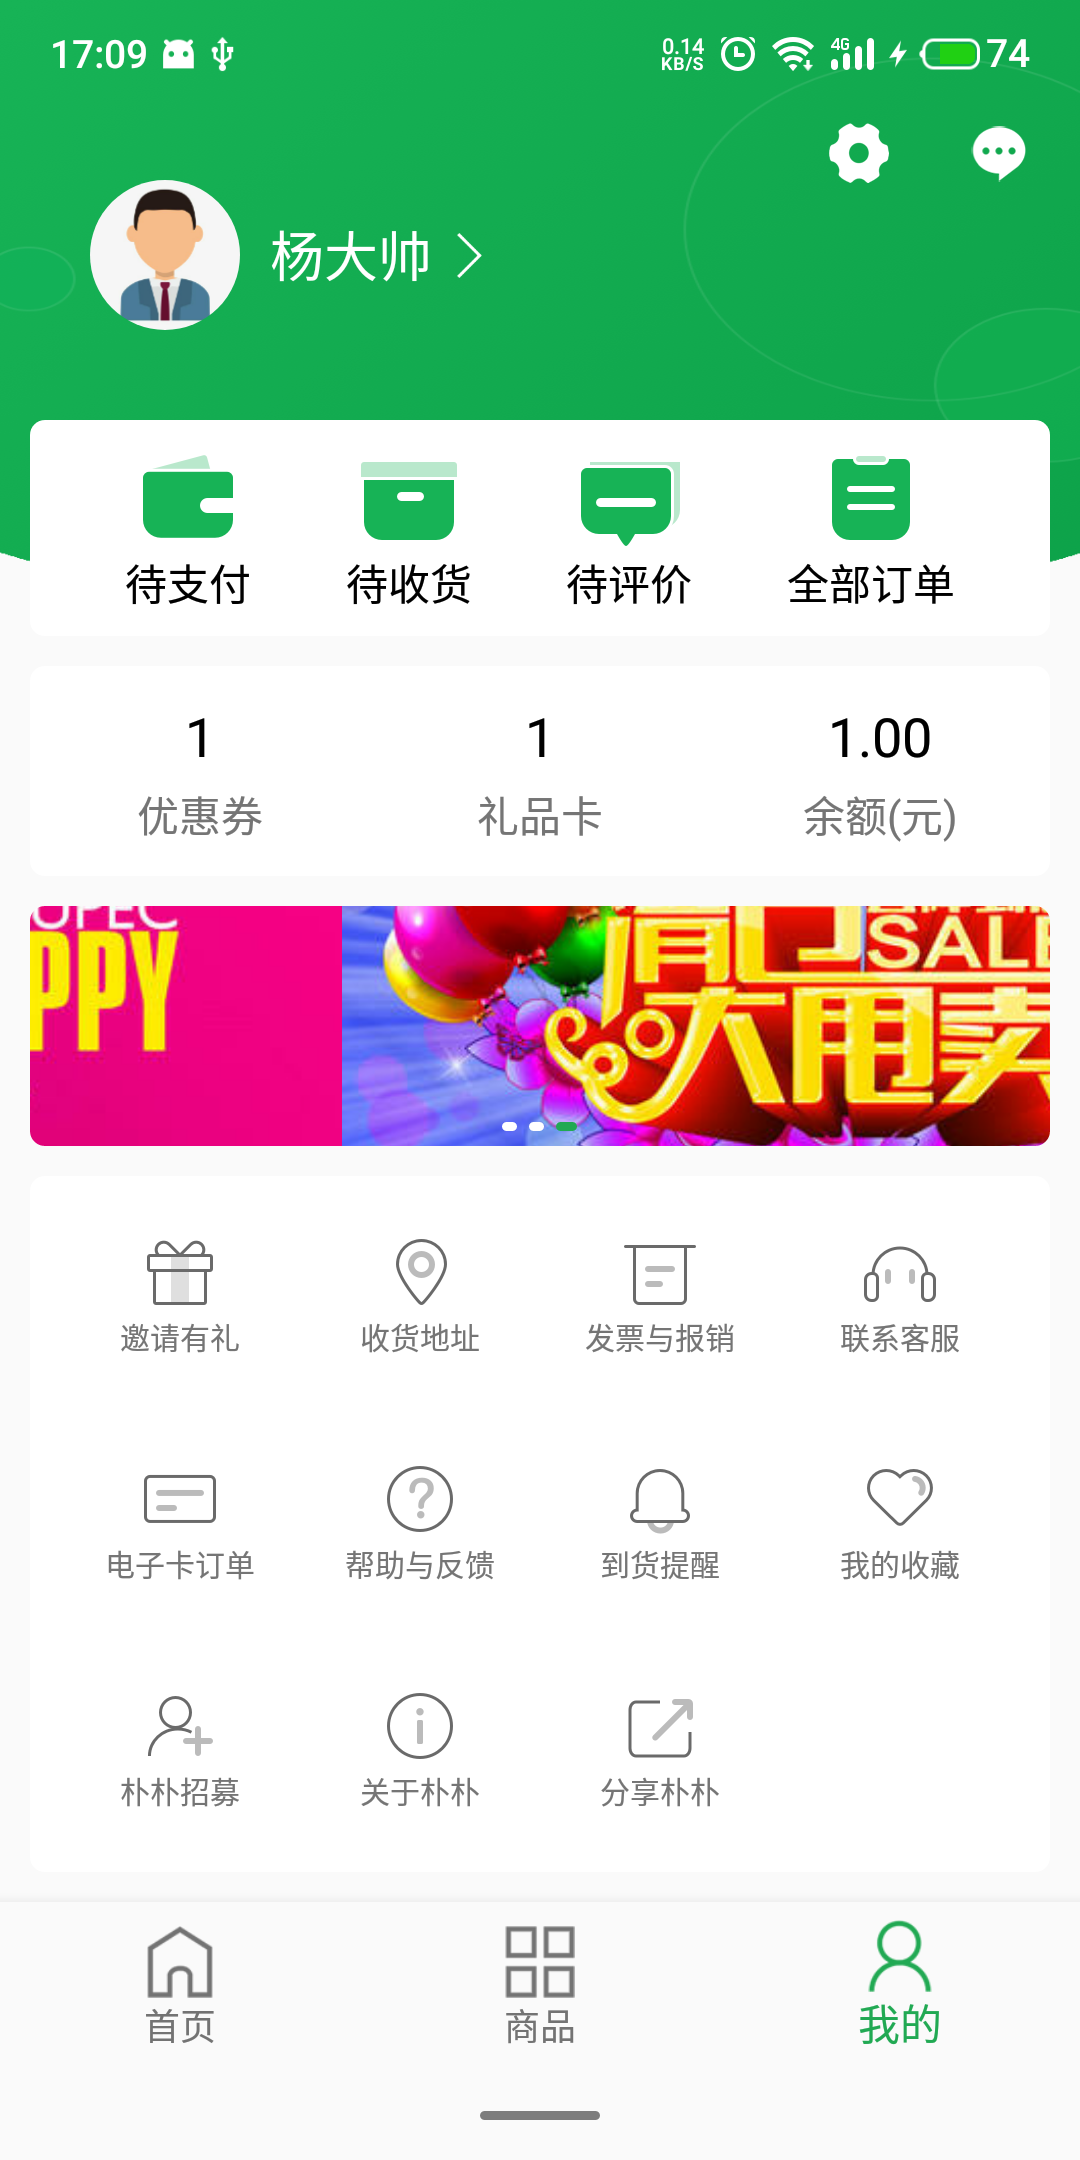 17:09
0.14
KB/S
4G
74
杨大帅
待支付 待收货 待评价 全部订单
1 1 1.00
优惠券 礼品卡 余额(元)
PPY
SALE
大甩卖
邀请有礼 收货地址 发票与报销 联系客服
电子卡订单 帮助与反馈 到货提醒 我的收藏
朴朴招募 关于朴朴 分享朴朴
首页 商品 我的